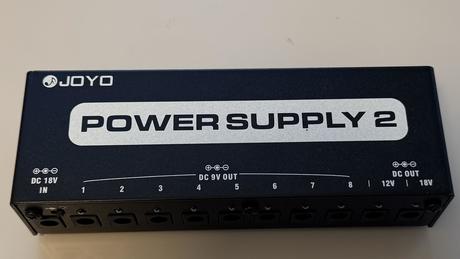 JOYO
POWER SUPPLY 2
DC 18V
IN
DC 9V OUT
1 2 3 4 5 6 7 8
DC OUT
12V 18V